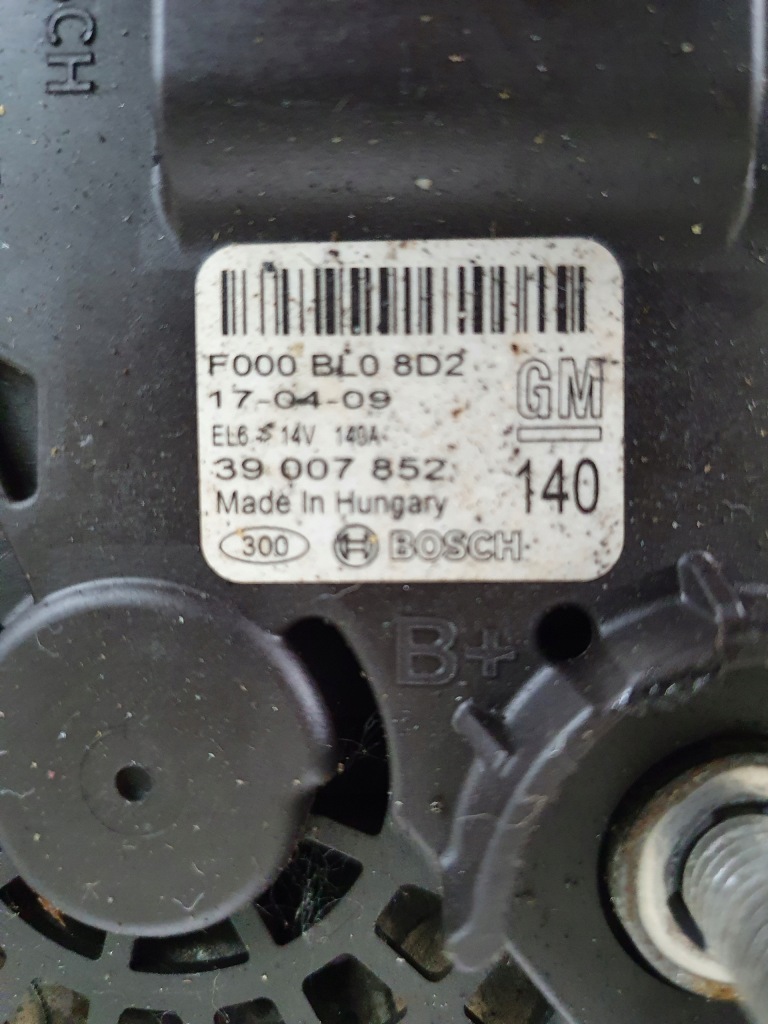 F000 BL0 8D2
17-04-09
GM
EL6-5 14V 140A
39 007 852
140
Made In Hungary
300 BOSCH
B+